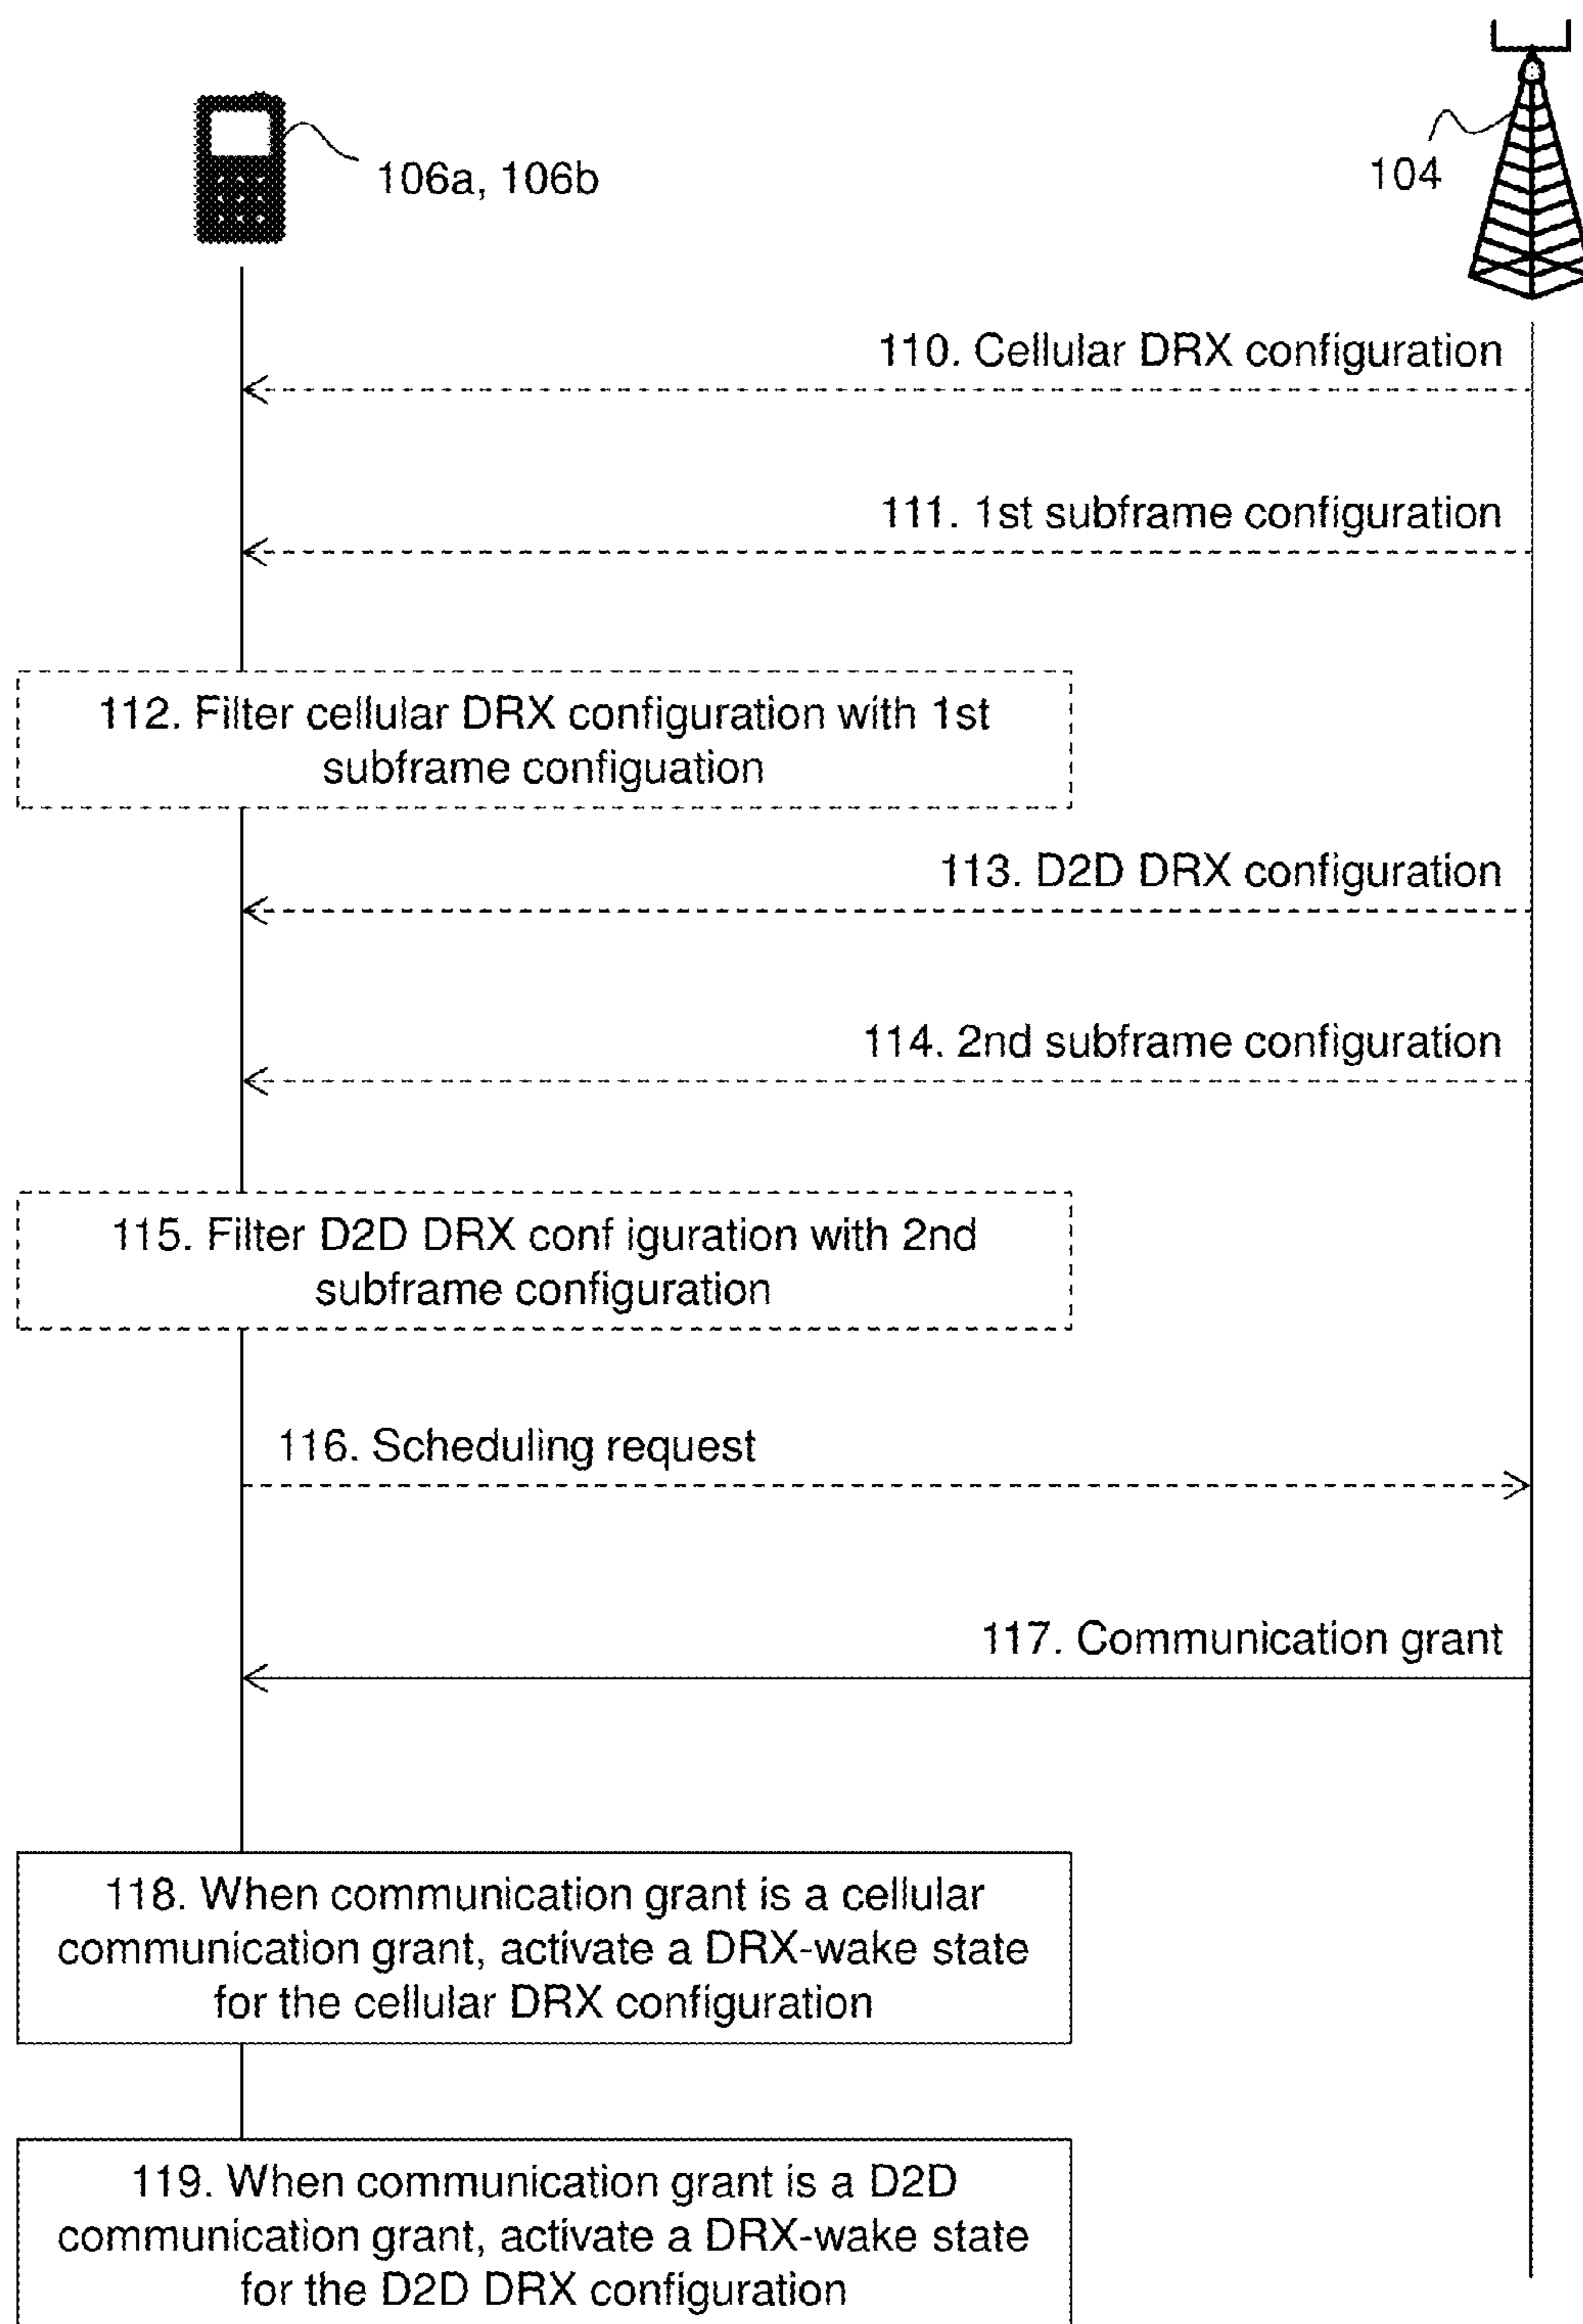 106a, 106b
104
110. Cellular DRX configuration
111. 1st subframe configuration
112. Filter cellular DRX configuration with 1st
subframe configuation
113. D2D DRX configuration
114. 2nd subframe configuration
115. Filter D2D DRX conf iguration with 2nd
subframe configuration
116. Scheduling request
117. Communication grant
118. When communication grant is a cellular
communication grant, activate a DRX-wake state
for the cellular DRX configuration
119. When communication grant is a D2D
communication grant, activate a DRX-wake state
for the D2D DRX configuration